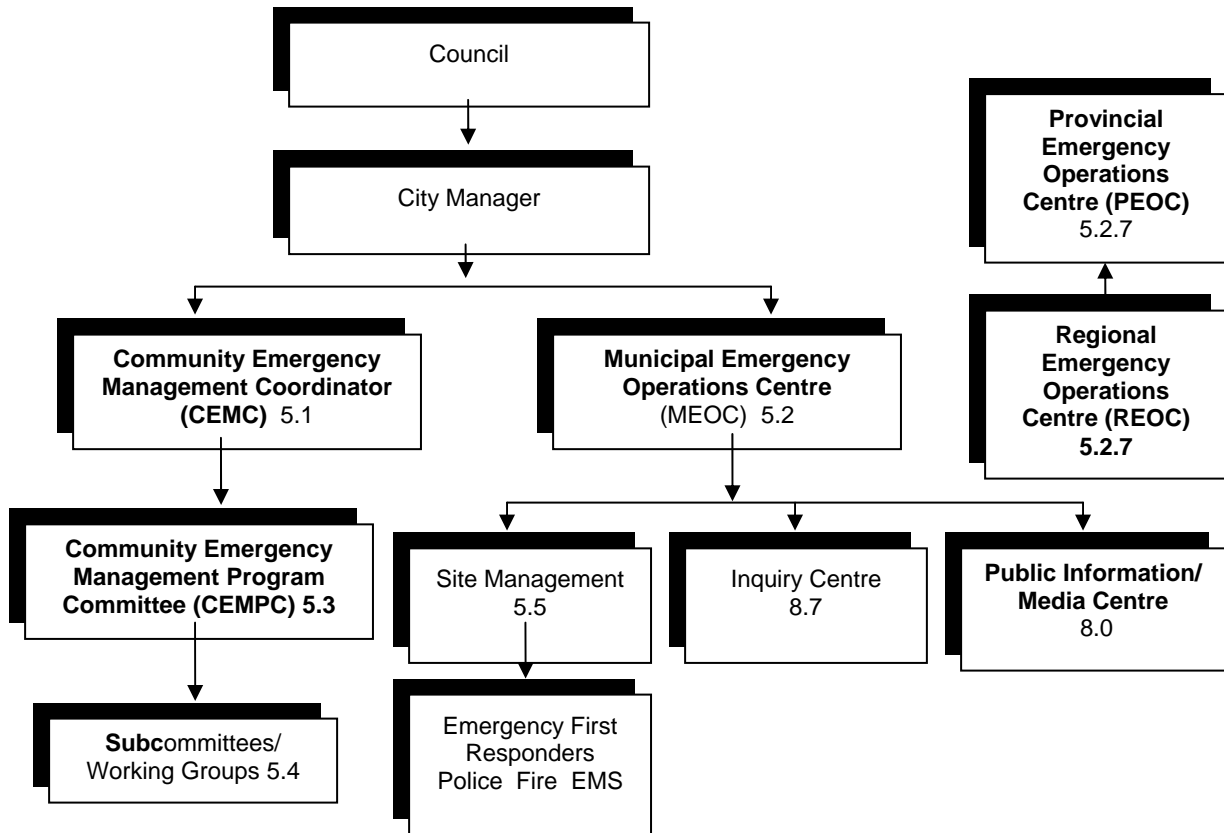 Council
City Manager
Provincial
Emergency
Operations
Centre (PEOC)
5.2.7
Community Emergency
Management Coordinator
(CEMC) 5.1
Municipal Emergency
Operations Centre
(MEOC) 5.2
Regional
Emergency
Operations
Centre (REOC)
5.2.7
Community Emergency
Management Program
Committee (CEMPC) 5.3
Site Management
5.5
Inquiry Centre
8.7
Public Information/
Media Centre
8.0
Subcommittees/
Working Groups 5.4
Emergency First
Responders
Police Fire EMS